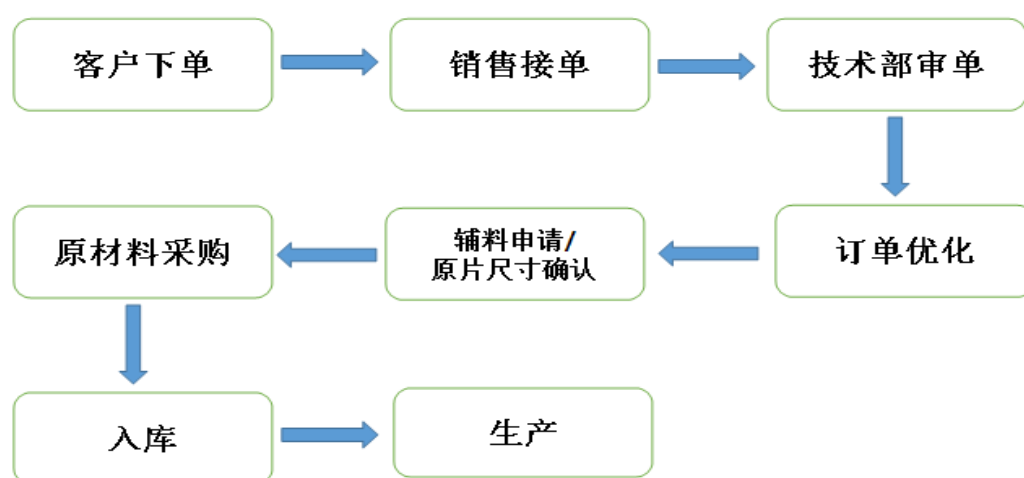 客户下单
销售接单
技术部审单
订单优化
辅料申请/
原片尺寸确认
原材料采购
入库
生产